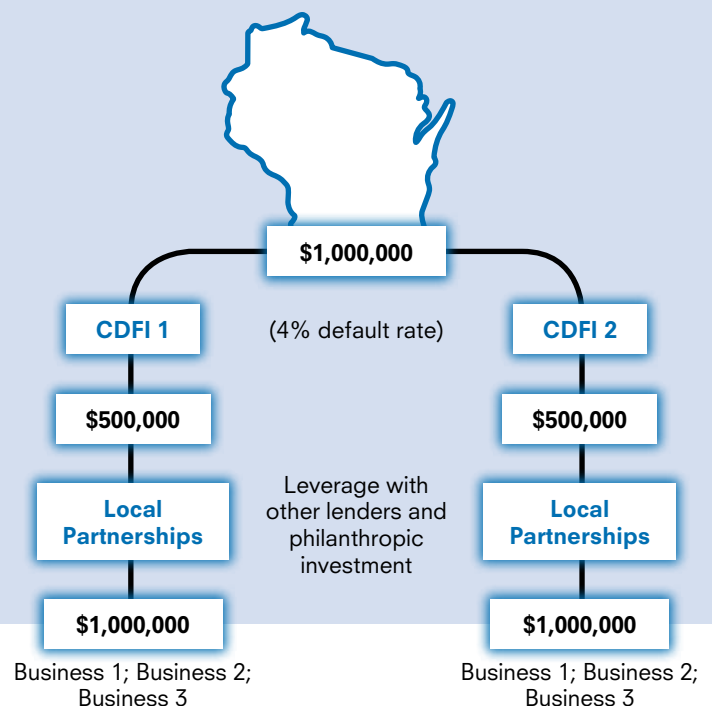 $1,000,000
CDFI 1
(4% default rate)
CDFI 2
$500,000
$500,000
Local
Partnerships
Leverage with
other lenders and
philanthropic
investment
Local
Partnerships
$1,000,000
$1,000,000
Business 1; Business 2;
Business 3
Business 1; Business 2;
Business 3